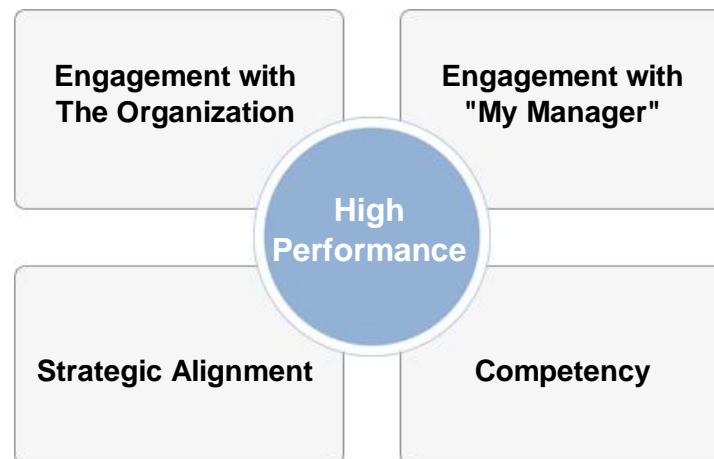 Engagement with
The Organization
Engagement with
"My Manager"
High
Performance
Strategic Alignment
Competency